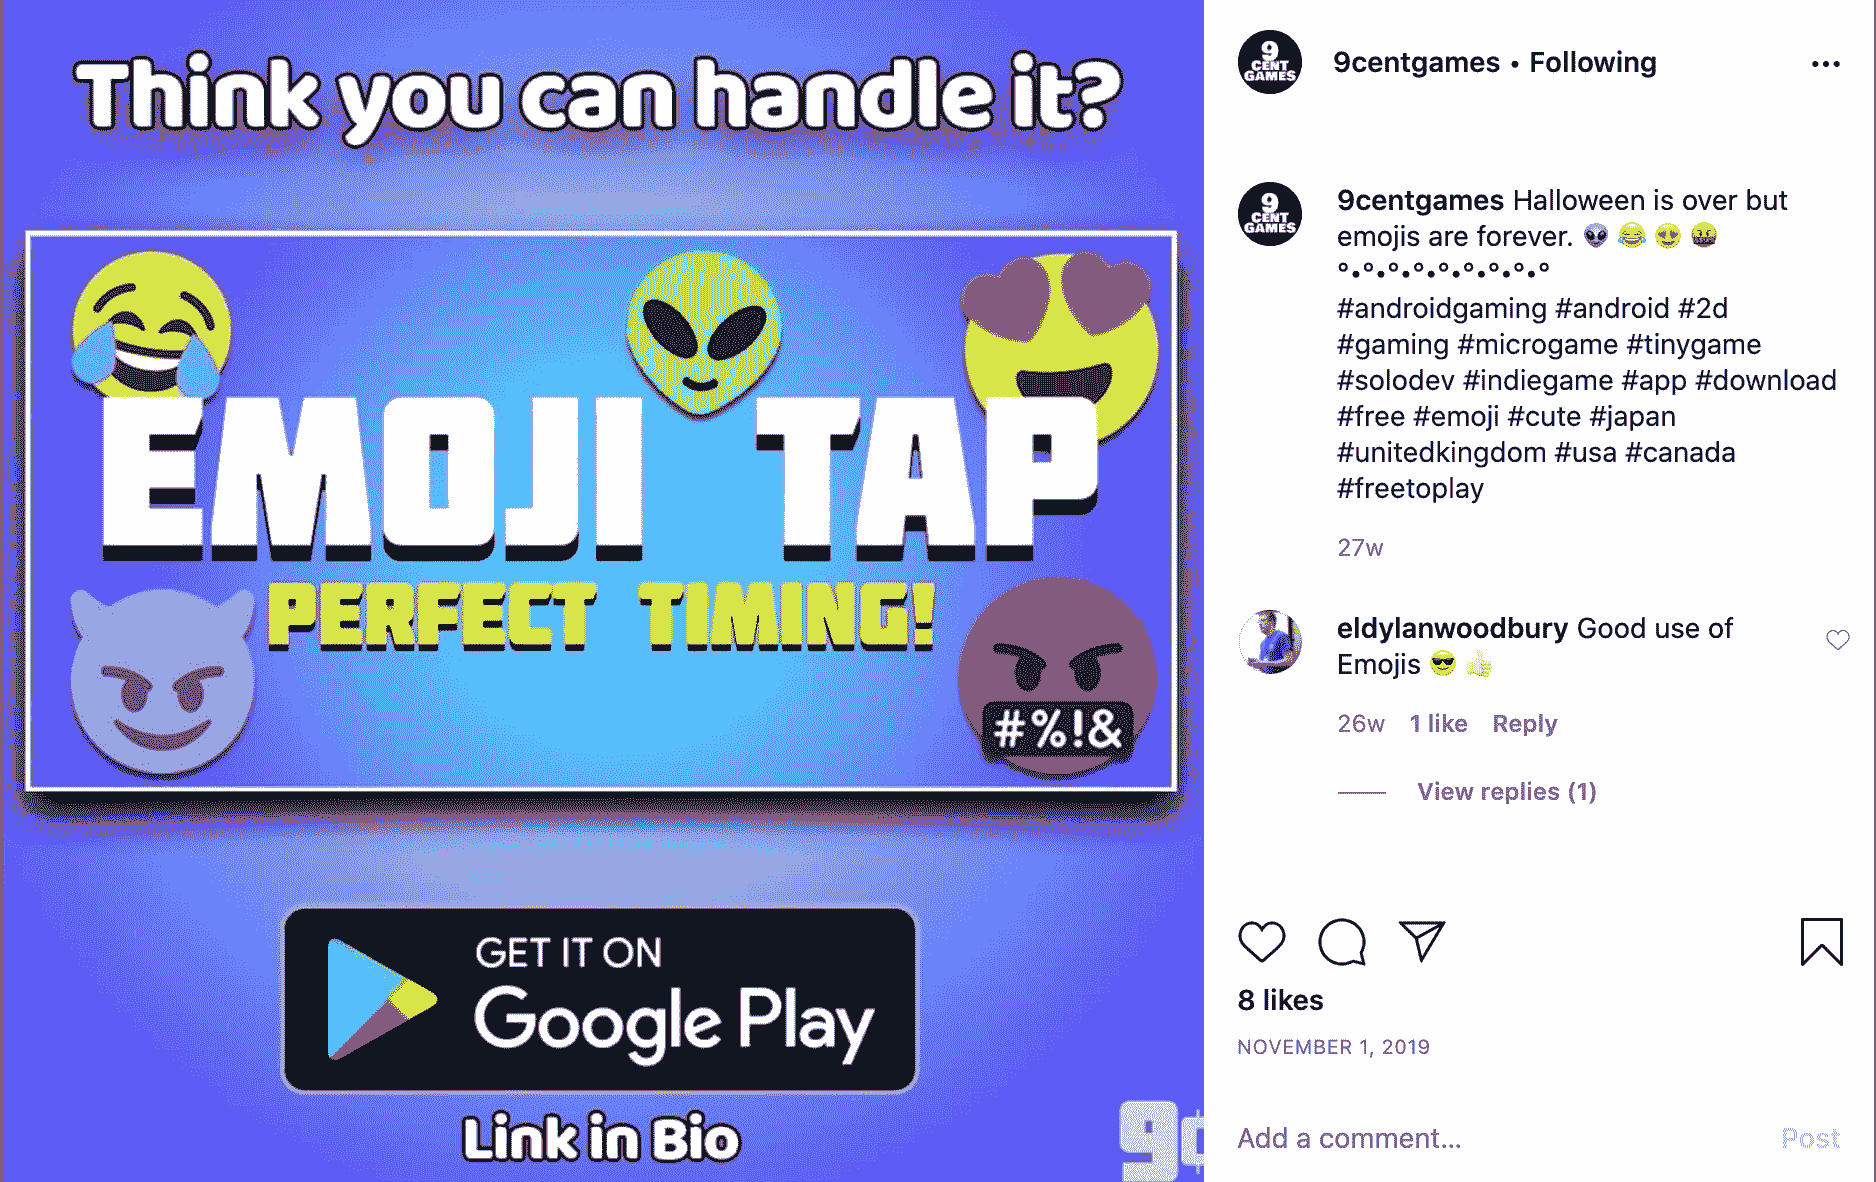 Think you can handle it?
EMOJI TAP
PERFECT TIMING!
#%!&
GET IT ON
Google Play
Link in Bio
9¢
9
CENT
GAMES
9centgames • Following
9
CENT
GAMES
9centgames Halloween is over but
emojis are forever. 👽 😂 😍 🤬
°•°•°•°•°•°•°•°•°
#androidgaming #android #2d
#gaming #microgame #tinygame
#solodev #indiegame #app #download
#free #emoji #cute #japan
#unitedkingdom #usa #canada
#freetoplay
27w
eldylanwoodbury Good use of
Emojis 😎 👍
26w 1 like Reply
View replies (1)
8 likes
NOVEMBER 1, 2019
Add a comment... Post